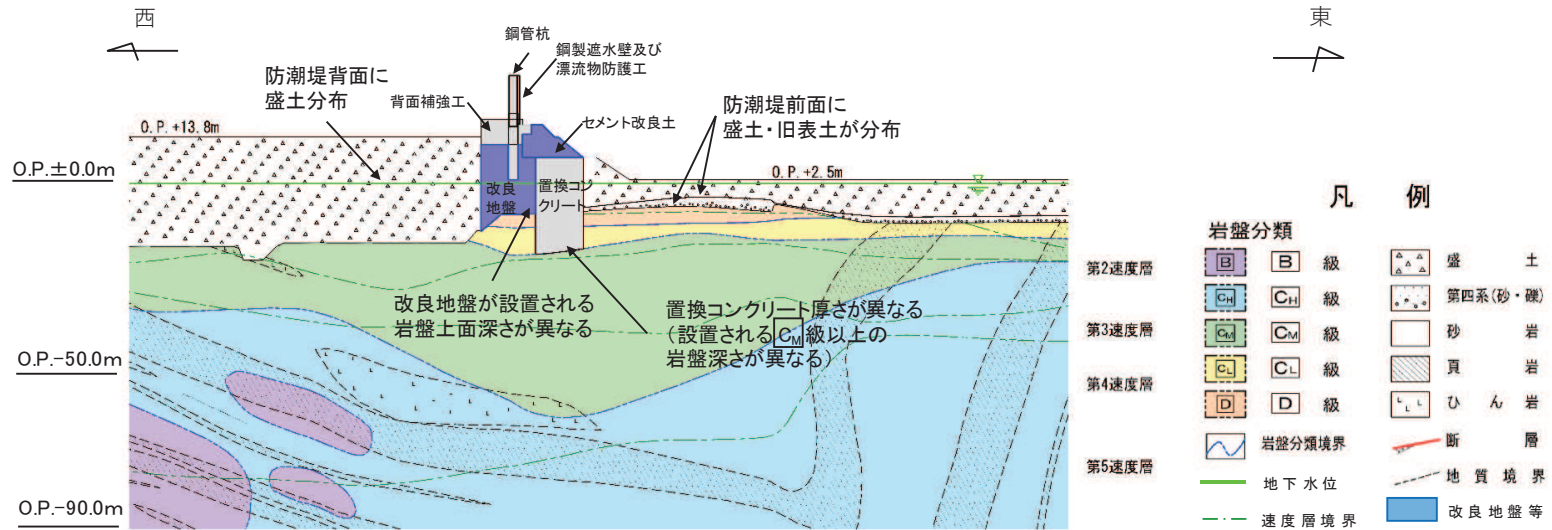 西
東
鋼管杭
鋼製遮水壁及び
漂流物防護工
防潮堤背面に
盛土分布
背面補強工
セメント改良土
防潮堤前面に
盛土・旧表土が分布
O.P.+13.8m
O.P.±0.0m
O.P.+2.5m
改良
地盤
置換コン
クリート
改良地盤が設置される
岩盤上面深さが異なる
置換コンクリート厚さが異なる
(設置されるCM級以上の
岩盤深さが異なる)
O.P.-50.0m
O.P.-90.0m
第2速度層
第3速度層
第4速度層
第5速度層
凡 例
岩盤分類
B B 級
CH CH 級
CM CM 級
CL CL 級
D D 級
岩盤分類境界
地下水位
速度層境界
盛 土
第四系(砂・礫)
砂 岩
頁 岩
ひん岩
断 層
地質境界
改良地盤等